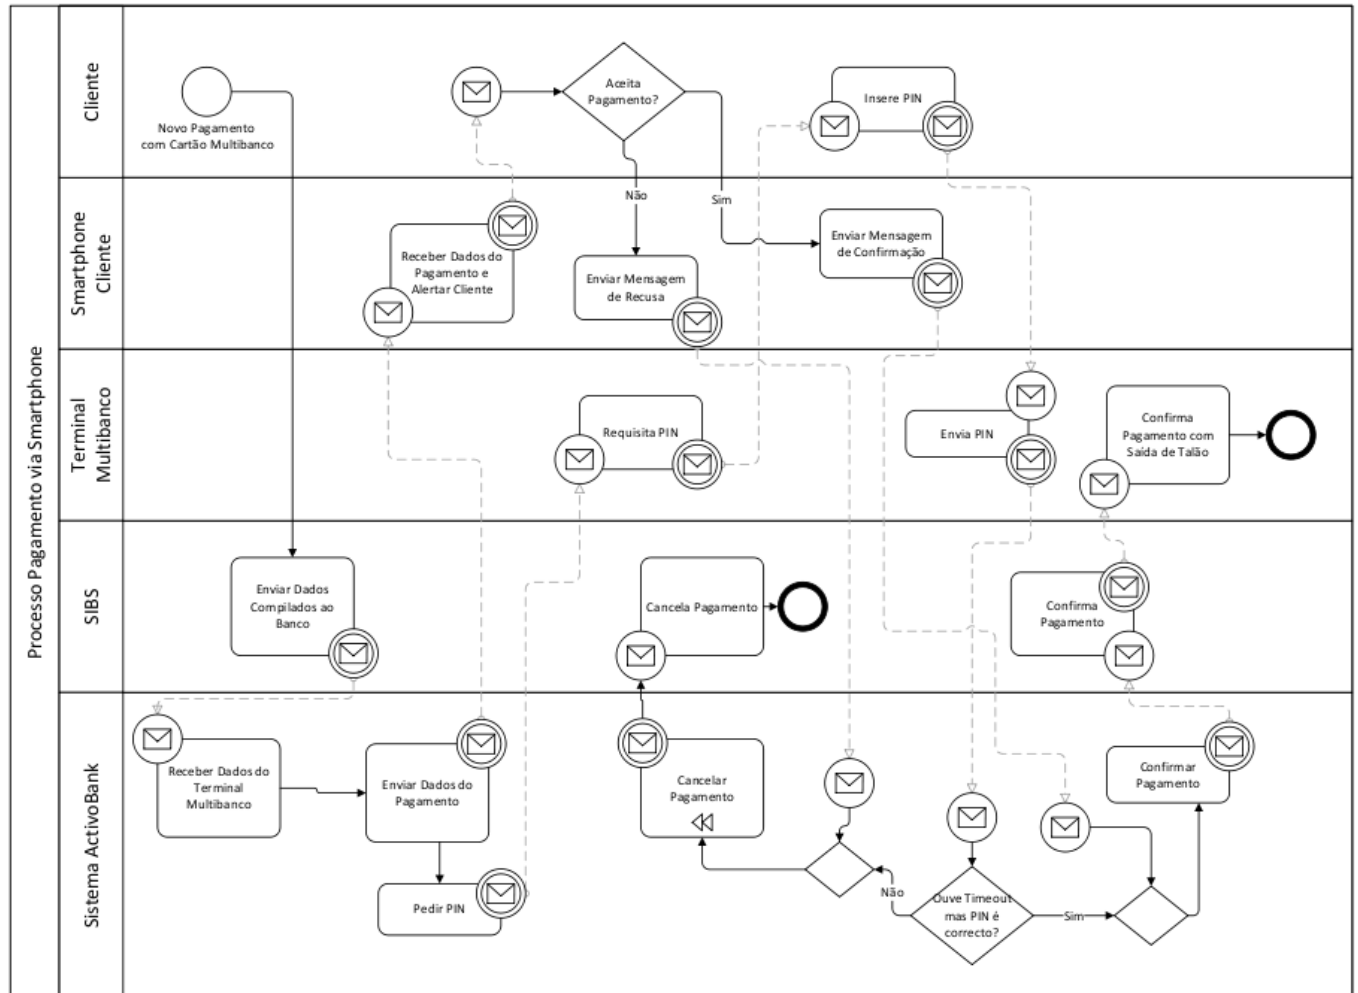 Processo Pagamento via Smartphone
Cliente
Novo Pagamento
com Cartão Multibanco
Aceita
Pagamento?
Insere PIN
Não
Sim
Smartphone
Cliente
Receber Dados do
Pagamento e
Alertar Cliente
Enviar Mensagem
de Recusa
Enviar Mensagem
de Confirmação
Terminal
Multibanco
Requisita PIN
Envia PIN
Confirma
Pagamento com
Saída de Talão
SIBS
Enviar Dados
Compilados ao
Banco
Cancela Pagamento
Confirma
Pagamento
Sistema ActivoBank
Receber Dados do
Terminal
Multibanco
Enviar Dados do
Pagamento
Pedir PIN
Cancelar
Pagamento
Não
Ouve Timeout
mas PIN é
correcto?
Sim
Confirmar
Pagamento